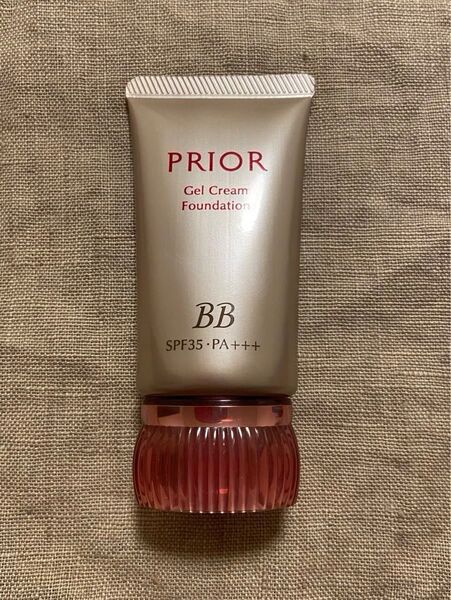 PRIOR
Gel Cream
Foundation
BB
SPF35・PA+++